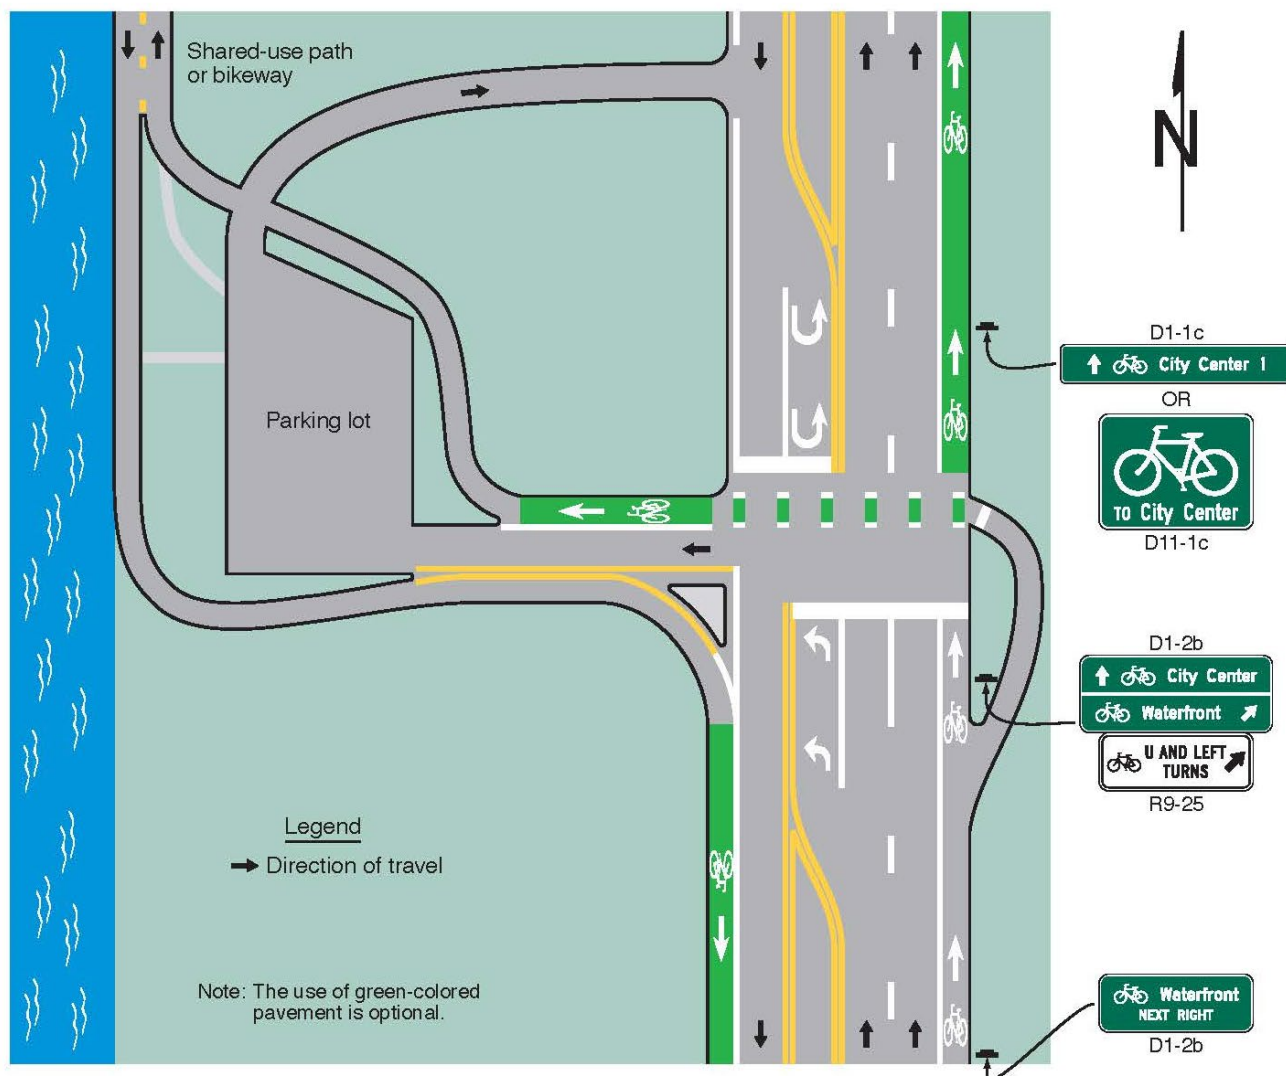 Shared-use path
or bikeway
N
D1-1c
City Center 1
OR
TO City Center
D11-1c
Parking lot
D1-2b
City Center
Waterfront
U AND LEFT
TURNS
R9-25
Legend
Direction of travel
Note: The use of green-colored
pavement is optional.
Waterfront
NEXT RIGHT
D1-2b